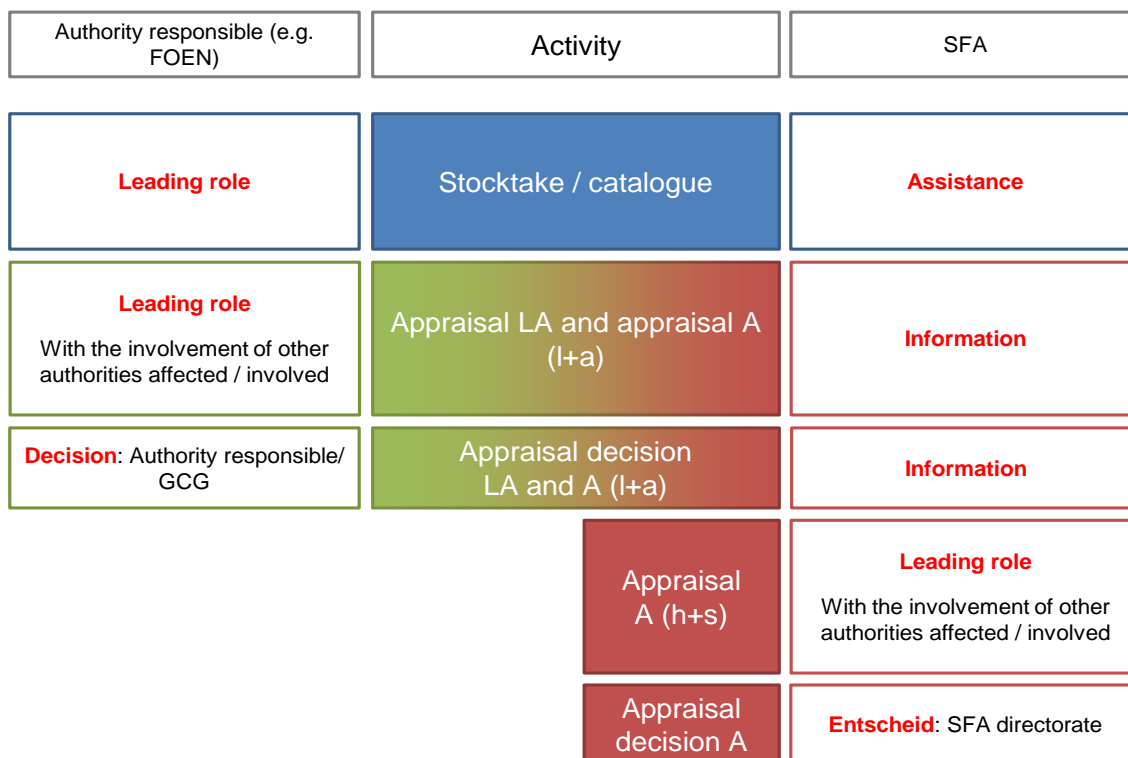 Authority responsible (e.g.
FOEN)
Activity
SFA
Leading role
Stocktake / catalogue
Assistance
Leading role
With the involvement of other
authorities affected / involved
Appraisal LA and appraisal A
(l+a)
Information
Decision: Authority responsible/
GCG
Appraisal decision
LA and A (l+a)
Information
Appraisal
A (h+s)
Leading role
With the involvement of other
authorities affected / involved
Appraisal
decision A
Entscheid: SFA directorate